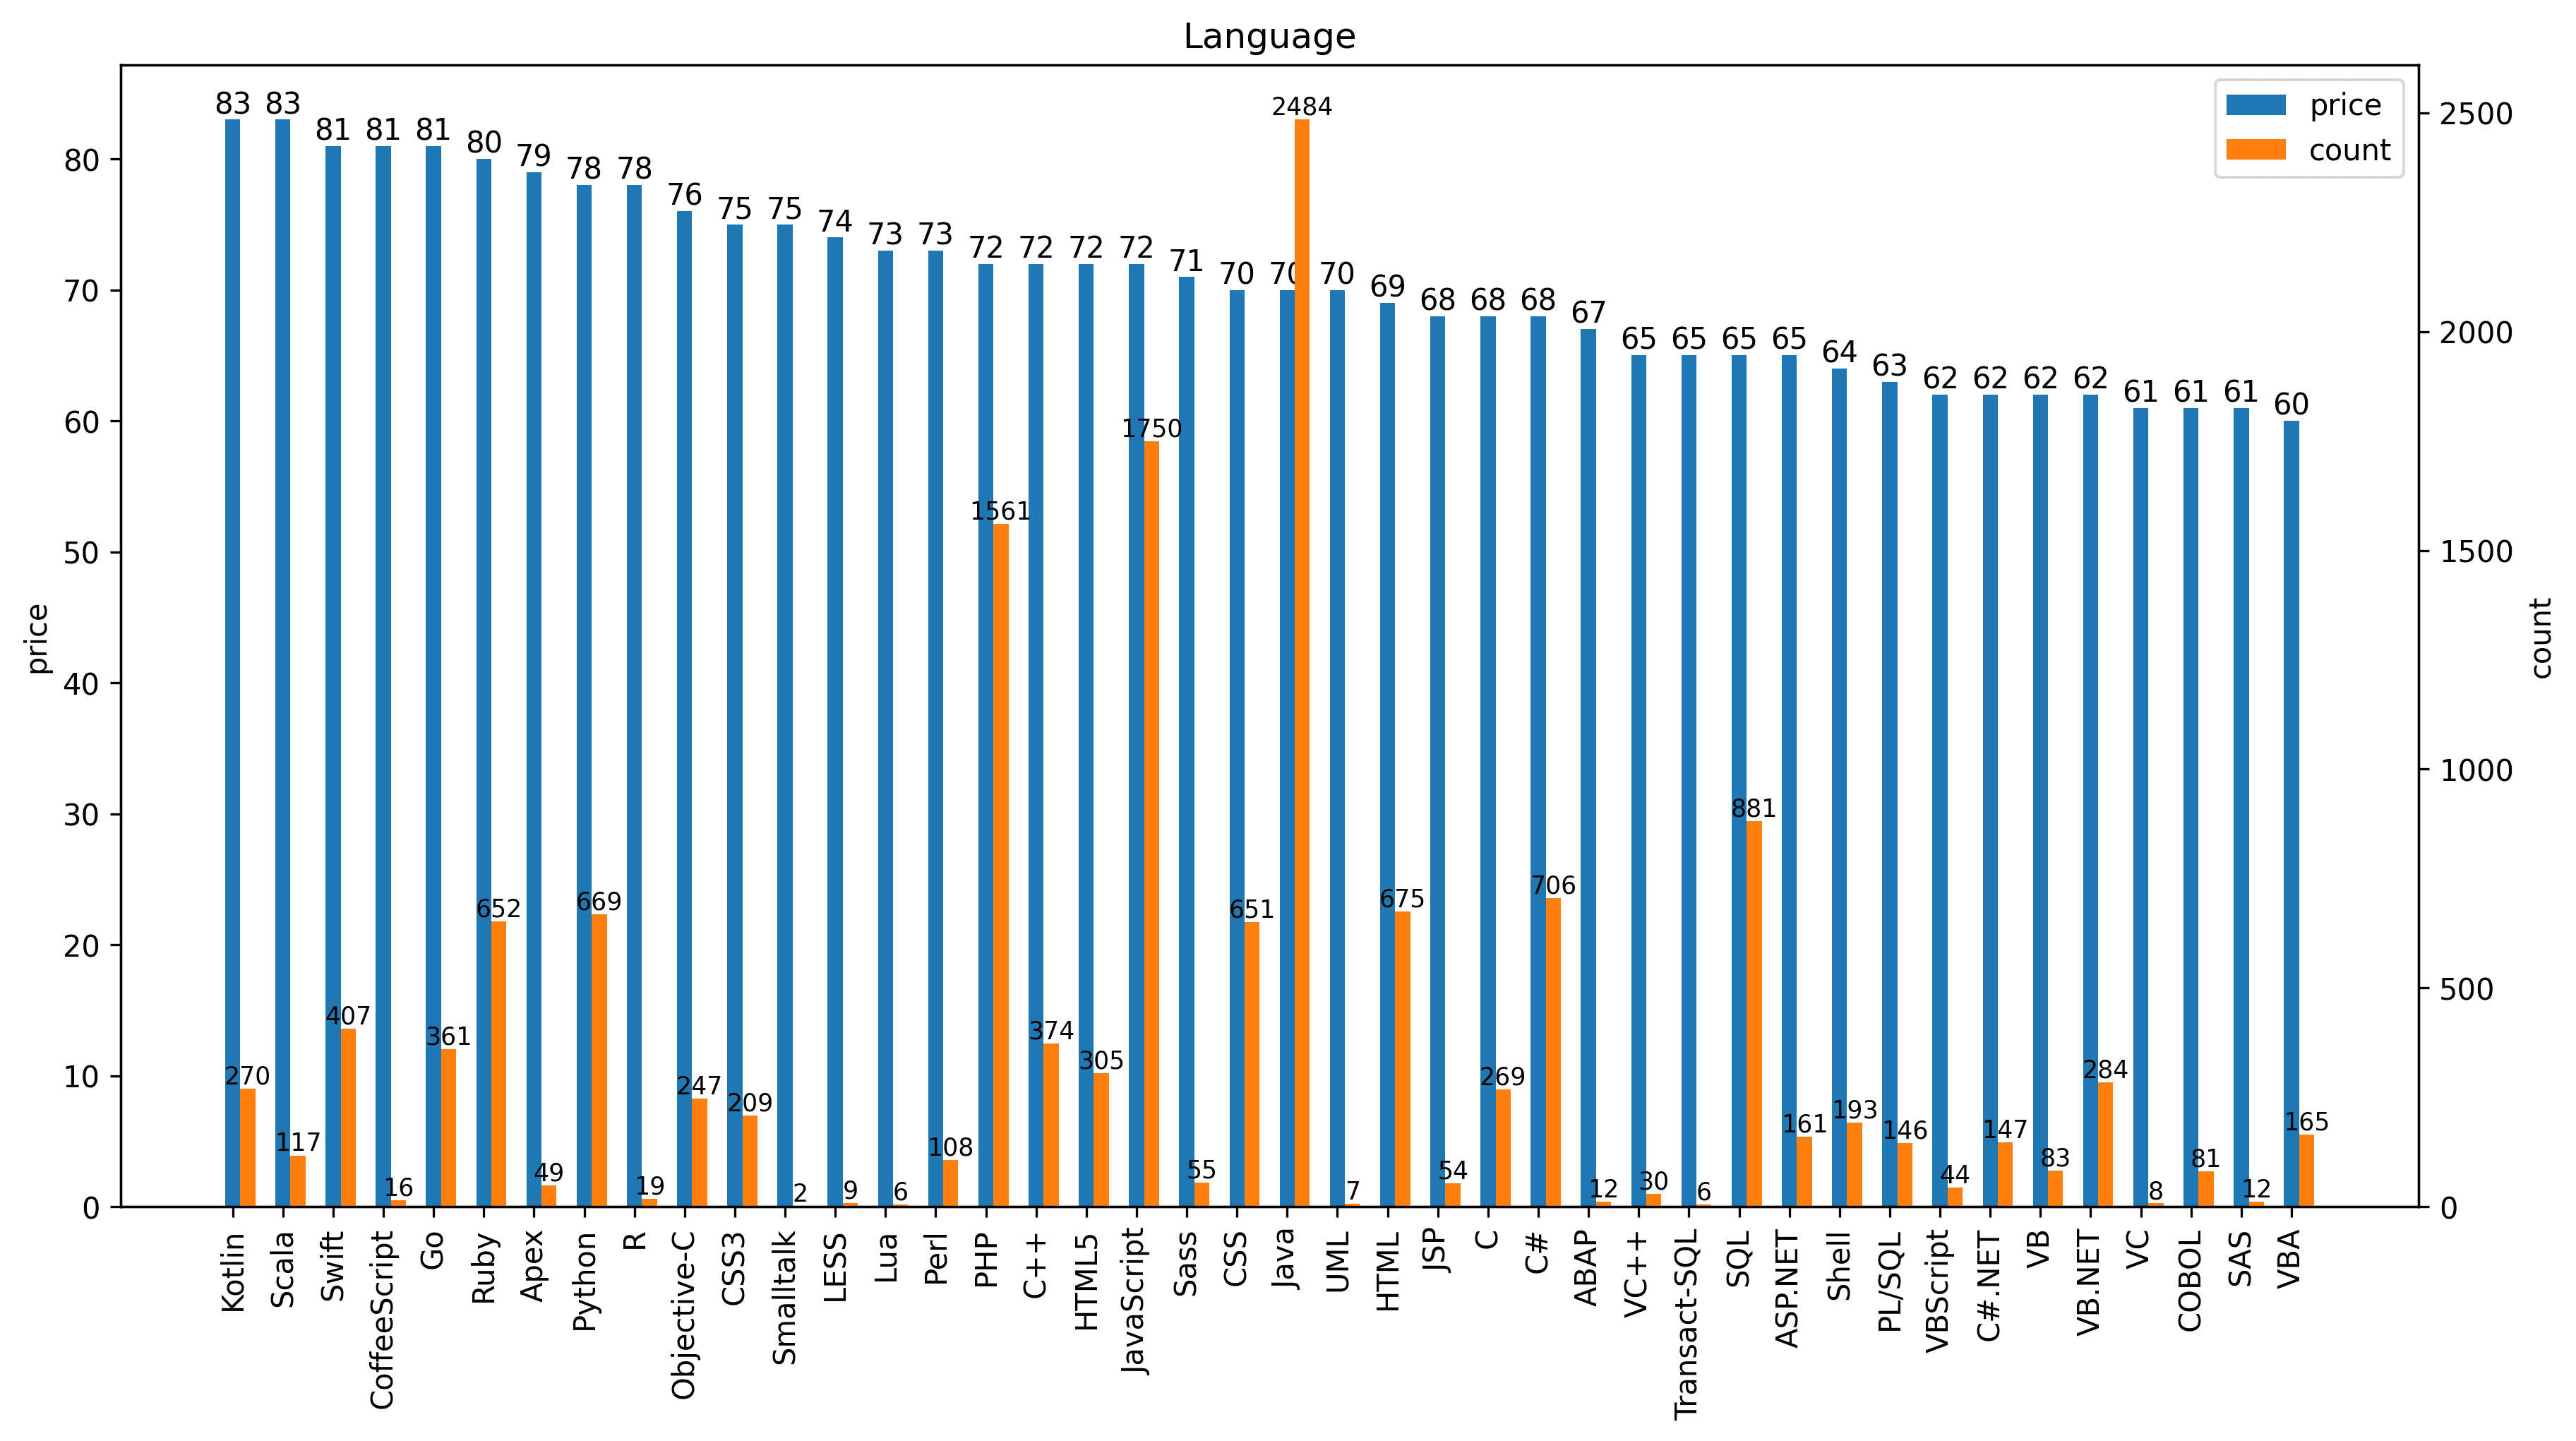 Language
price
count
83 83 81 81 81 80 79 78 78 76 75 75 74 73 73 72 72 72 72 71 70 70 70 69 68 68 68 67 65 65 65 65 64 63 62 62 62 62 61 61 61 60
270 117 407 16 361 652 49 669 19 247 209 2 9 6 108 1561 374 305 1750 55 651 2484 7 675 54 269 706 12 30 6 881 161 193 146 44 147 83 284 8 81 12 165
price
80
70
60
50
40
30
20
10
0
count
2500
2000
1500
1000
500
0
Kotlin
Scala
Swift
CoffeeScript
Go
Ruby
Apex
Python
R
Objective-C
CSS3
Smalltalk
LESS
Lua
Perl
PHP
C++
HTML5
JavaScript
Sass
CSS
Java
UML
HTML
JSP
C
C#
ABAP
VC++
Transact-SQL
SQL
ASP.NET
Shell
PL/SQL
VBScript
C#.NET
VB
VB.NET
VC
COBOL
SAS
VBA